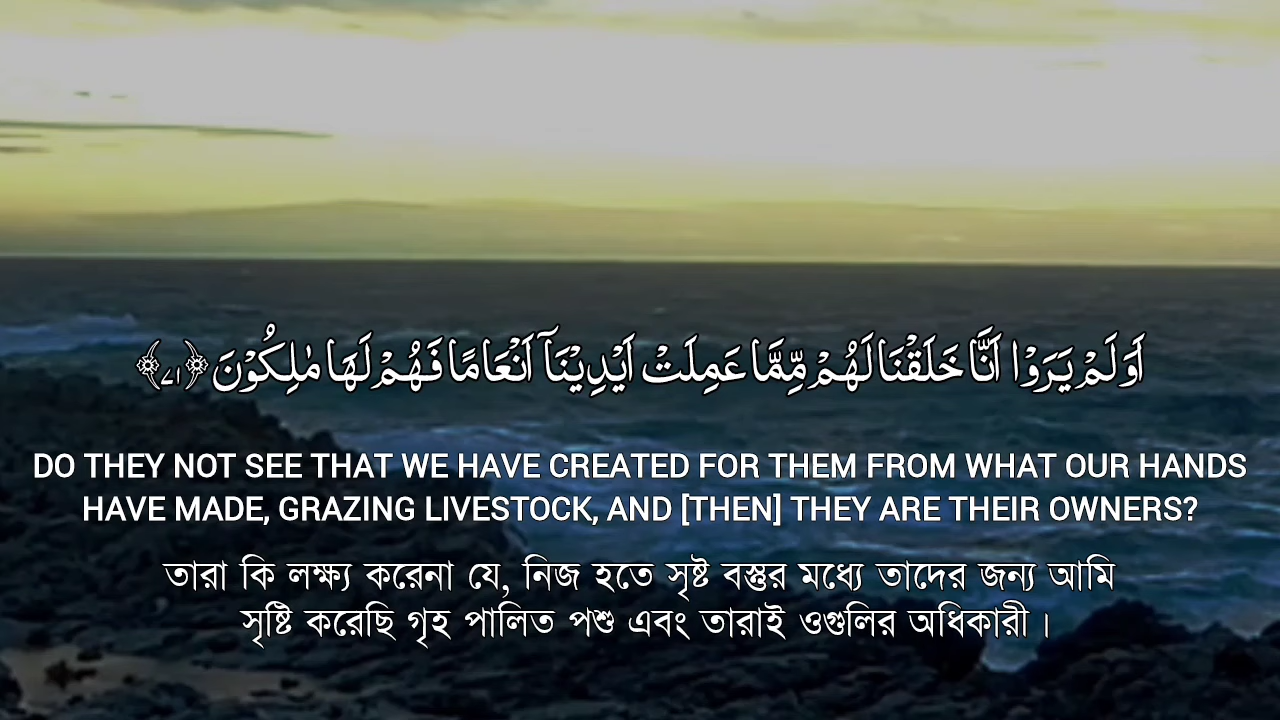 اَوَلَمْ يَرَوْا اَنَّا خَلَقْنَا لَهُمْ مِّمَّا عَمِلَتْ اَيْدِيْنَاۤ اَنْعَامًا فَهُمْ لَهَا مٰلِكُوْنَ ﴿٧١﴾
DO THEY NOT SEE THAT WE HAVE CREATED FOR THEM FROM WHAT OUR HANDS
HAVE MADE, GRAZING LIVESTOCK, AND [THEN] THEY ARE THEIR OWNERS?
তারা কি লক্ষ্য করেনা যে, নিজ হতে সৃষ্ট বস্তুর মধ্যে তাদের জন্য আমি
সৃষ্টি করেছি গৃহ পালিত পশু এবং তারাই ওগুলির অধিকারী।